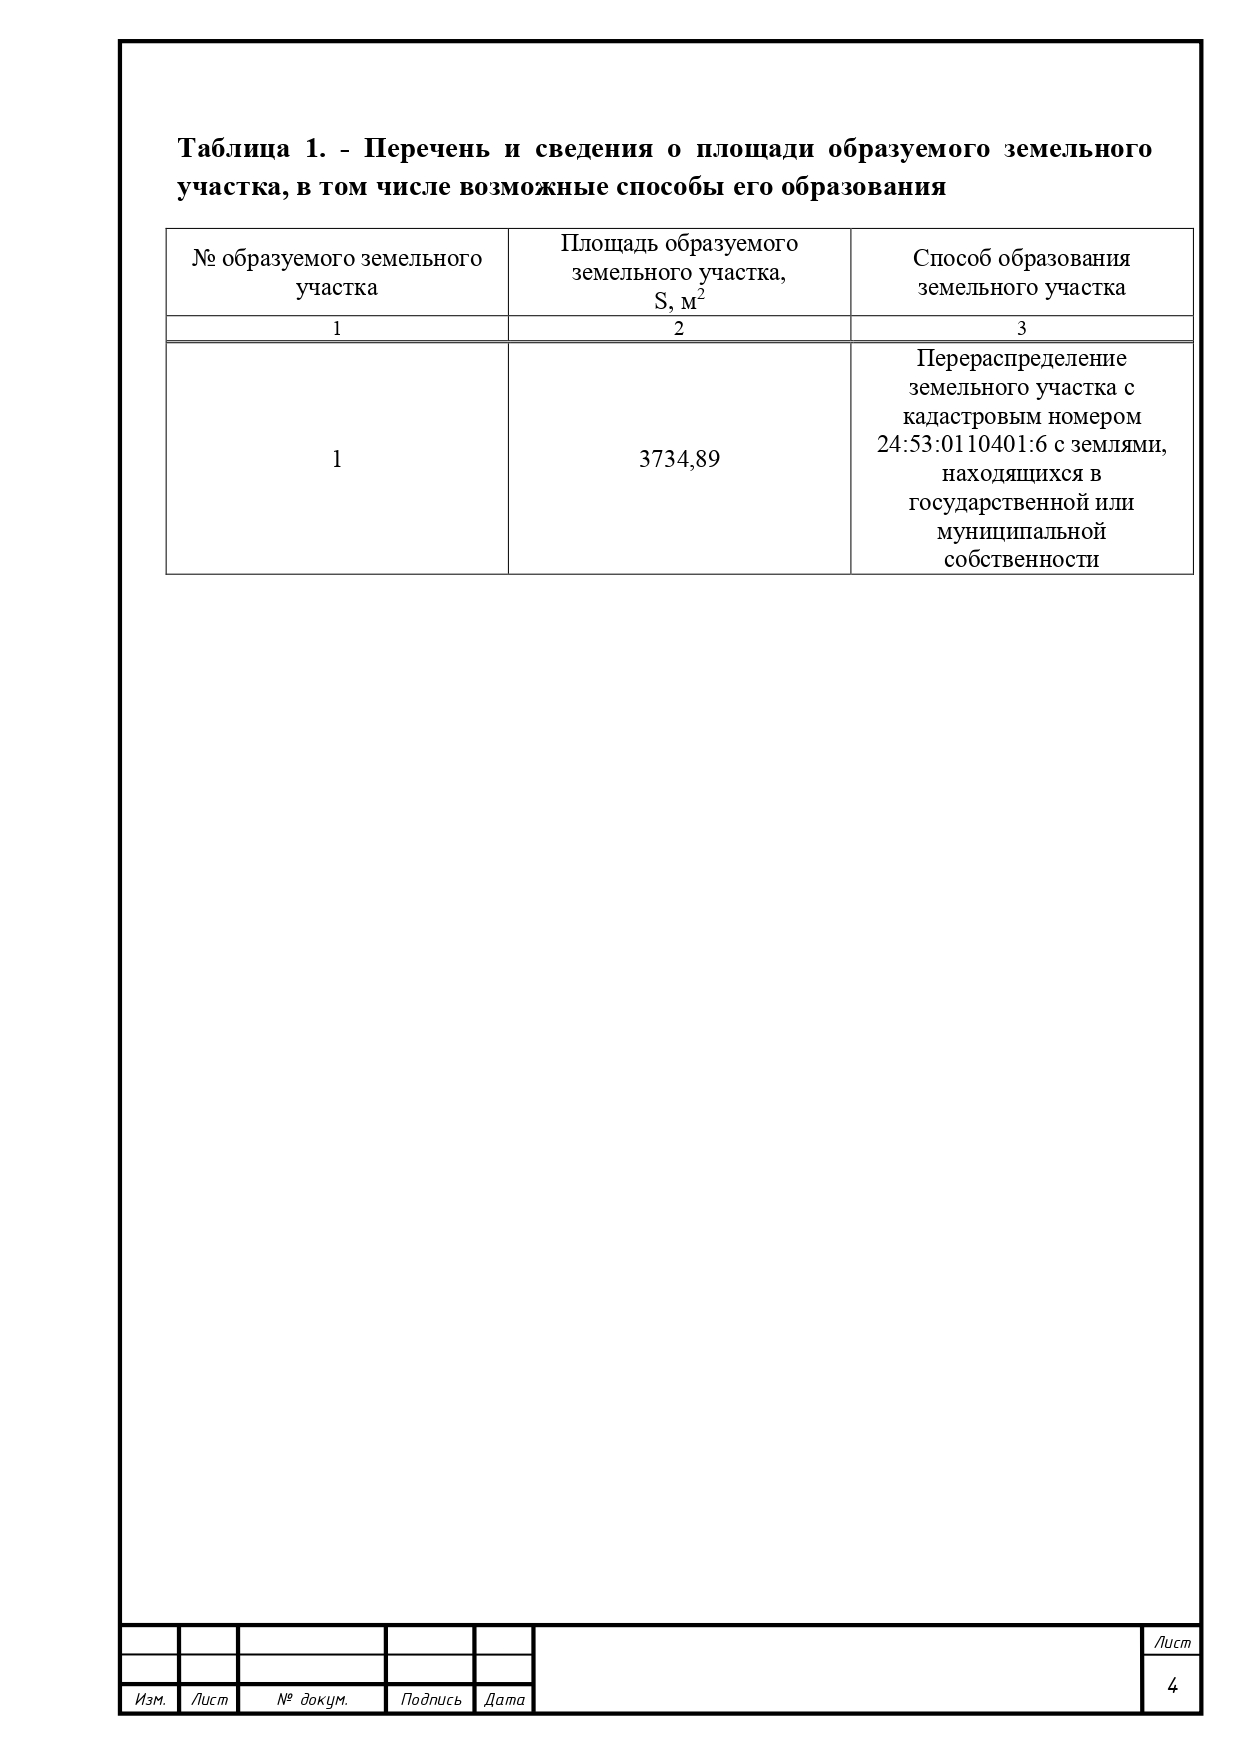 Таблица 1. - Перечень и сведения о площади образуемого земельного
участка, в том числе возможные способы его образования
№ образуемого земельного
участка
Площадь образуемого
земельного участка,
S, м²
Способ образования
земельного участка
1
2
3
1
3734,89
Перераспределение
земельного участка с
кадастровым номером
24:53:0110401:6 с землями,
находящихся в
государственной или
муниципальной
собственности
Лист
4
Изм.
Лист
№ докум.
Подпись
Дата